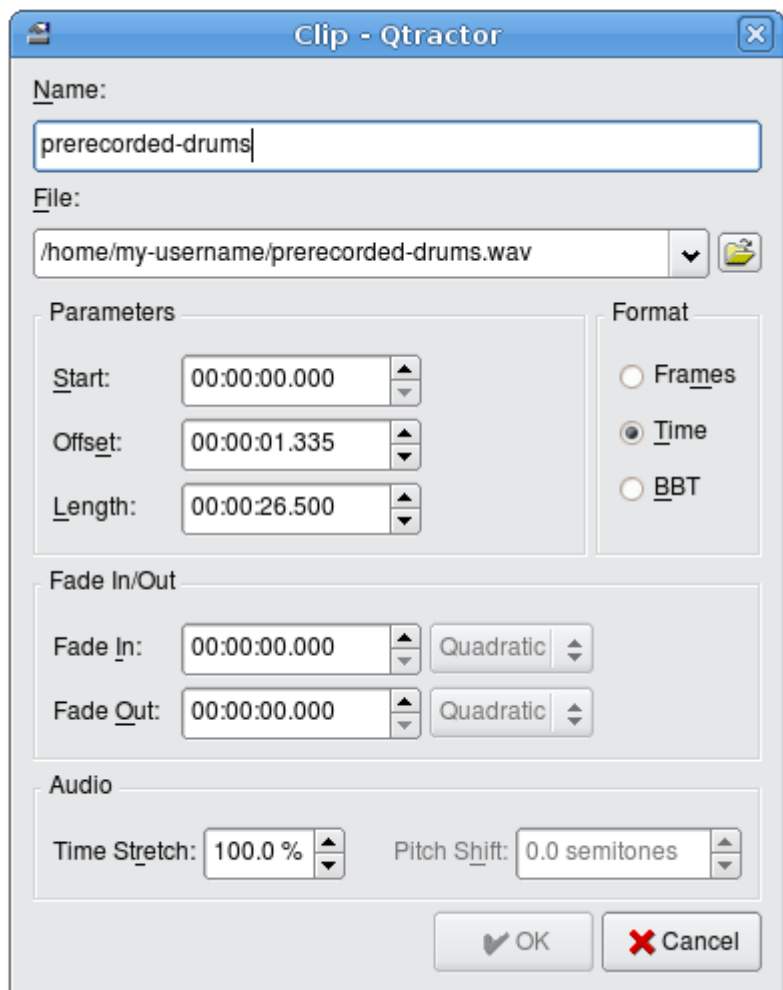 Clip - Qtractor
Name:
prerecorded-drums
File:
/home/my-username/prerecorded-drums.wav
Parameters
Format
Start: 00:00:00.000
Frames
Offset: 00:00:01.335
Time
Length: 00:00:26.500
BBT
Fade In/Out
Fade In: 00:00:00.000 Quadratic
Fade Out: 00:00:00.000 Quadratic
Audio
Time Stretch: 100.0 % Pitch Shift: 0.0 semitones
OK Cancel